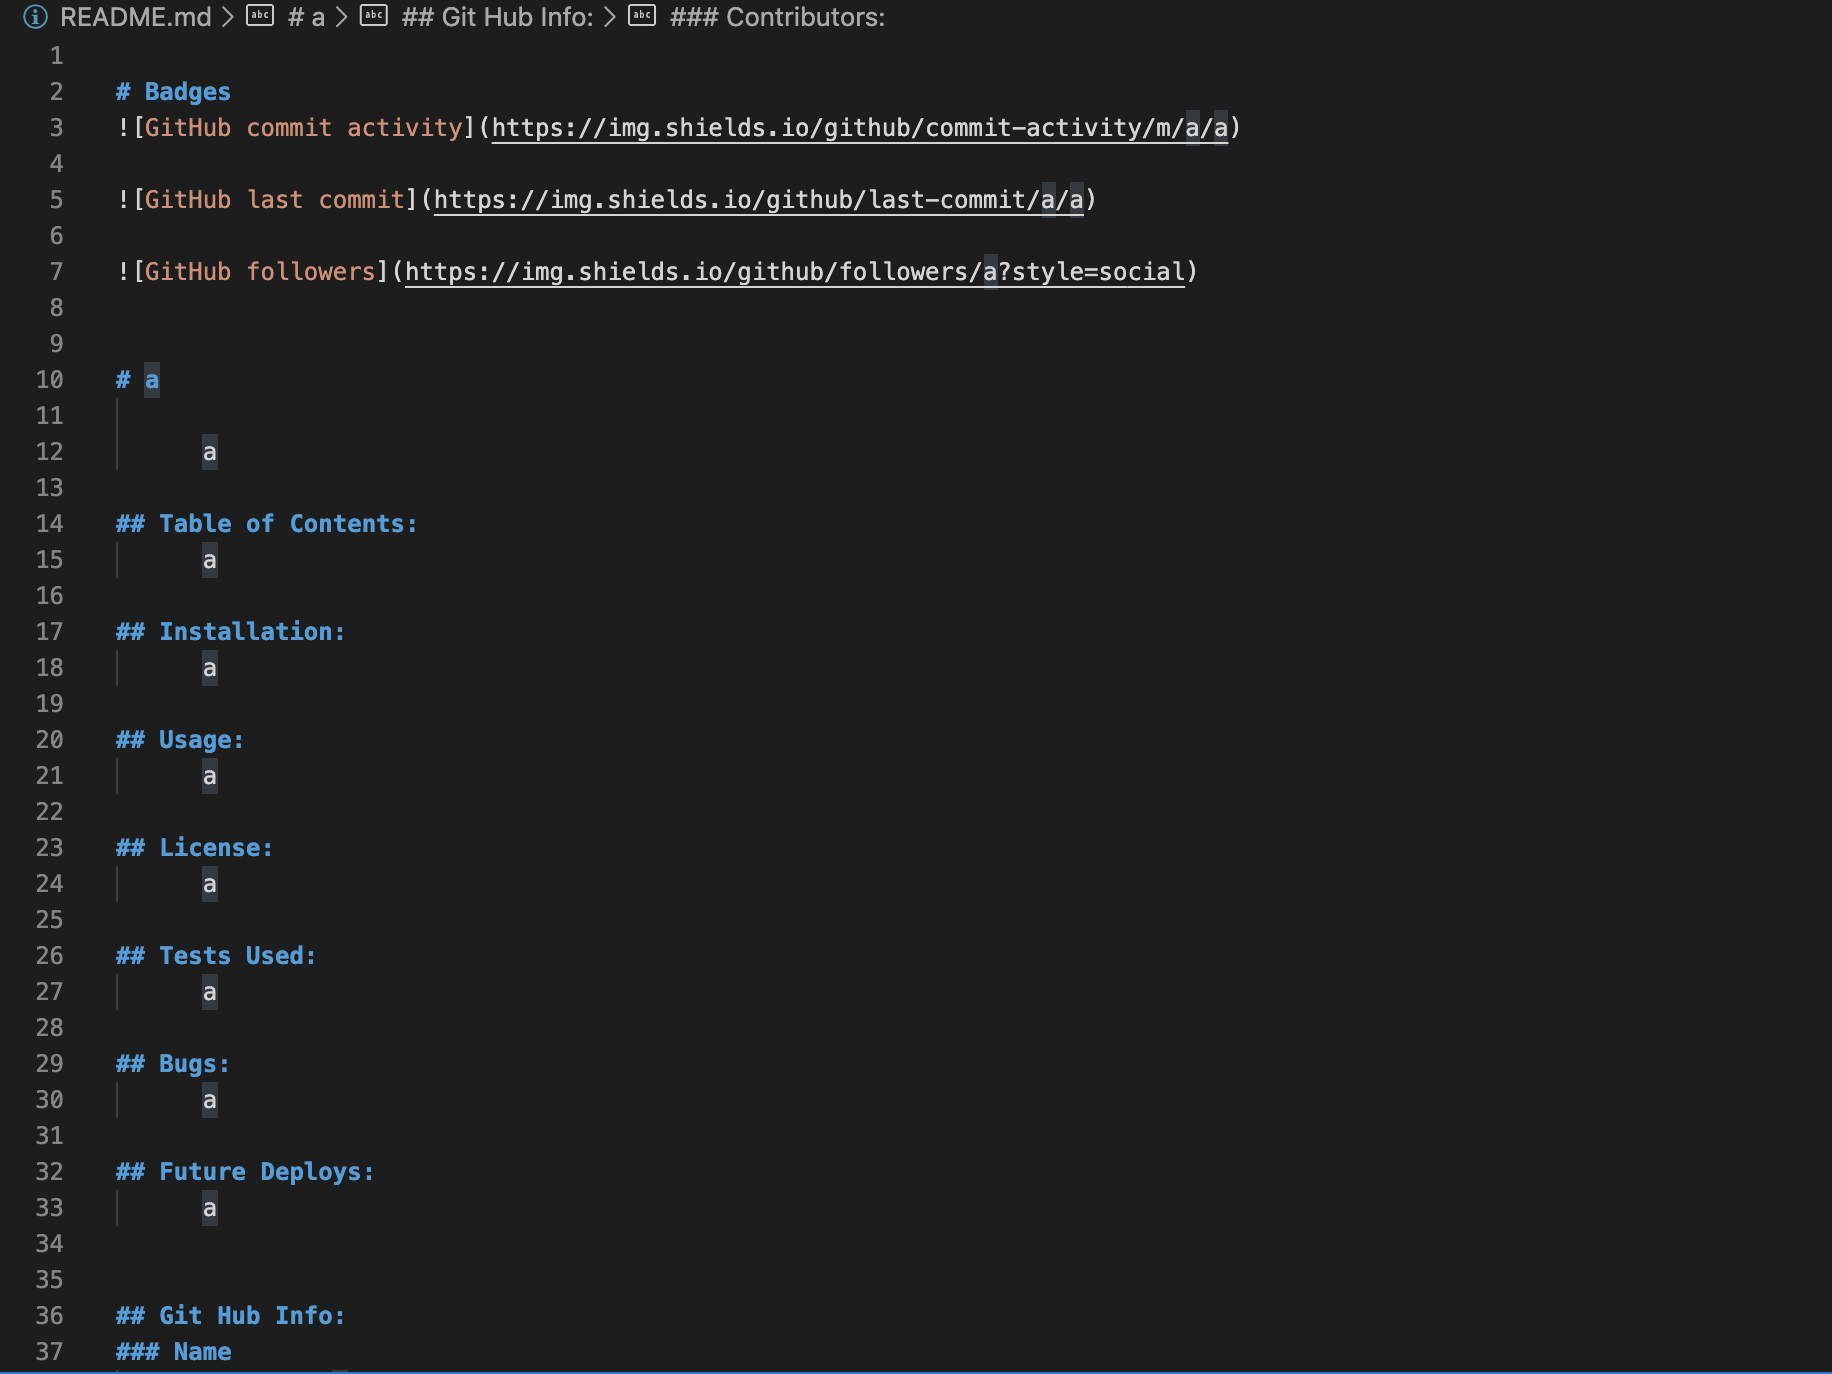 README.md > abc # a > abc ## Git Hub Info: > abc ### Contributors:
1
2 # Badges
3 ![GitHub commit activity](https://img.shields.io/github/commit-activity/m/a/a)
4
5 ![GitHub last commit](https://img.shields.io/github/last-commit/a/a)
6
7 ![GitHub followers](https://img.shields.io/github/followers/a?style=social)
8
9
10 # a
11
12 a
13
14 ## Table of Contents:
15 a
16
17 ## Installation:
18 a
19
20 ## Usage:
21 a
22
23 ## License:
24 a
25
26 ## Tests Used:
27 a
28
29 ## Bugs:
30 a
31
32 ## Future Deploys:
33 a
34
35
36 ## Git Hub Info:
37 ### Name